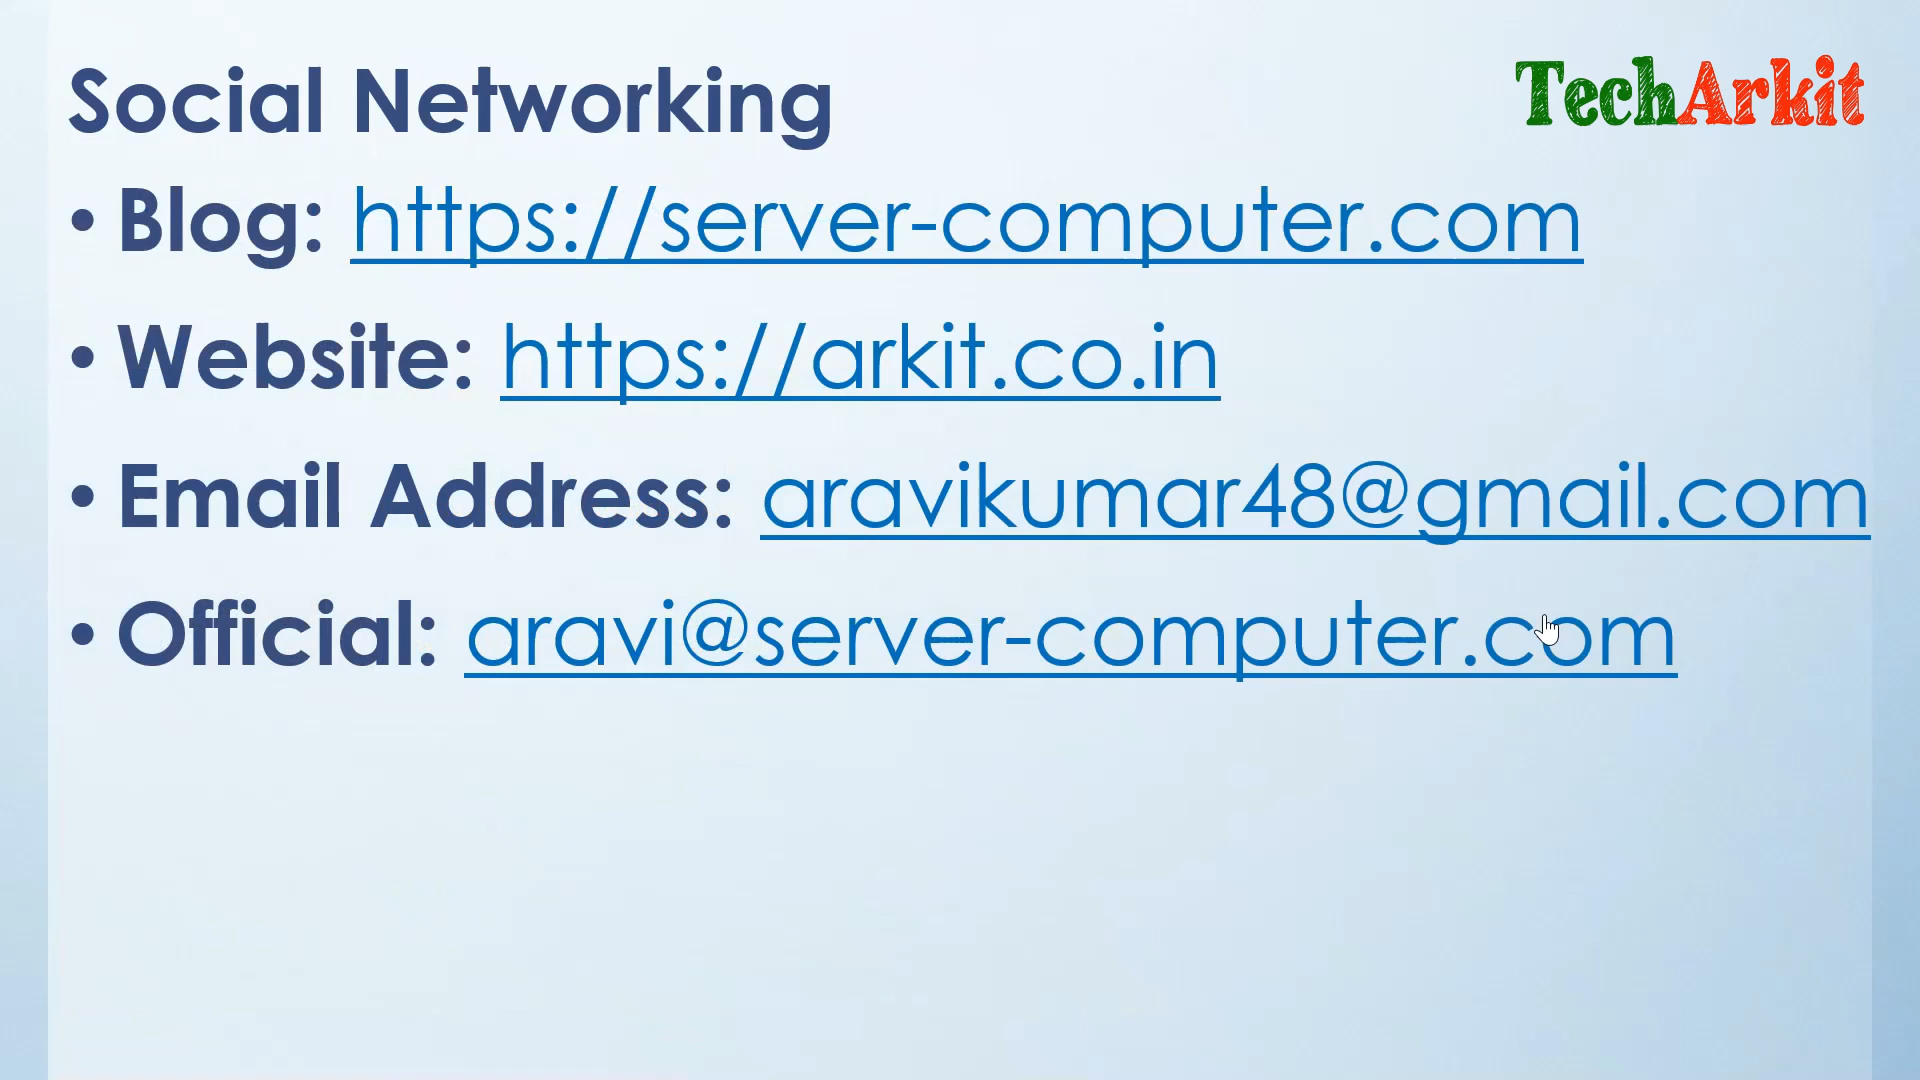 Social Networking
TechArkit
• Blog: https://server-computer.com
• Website: https://arkit.co.in
• Email Address: aravikumar48@gmail.com
• Official: aravi@server-computer.com